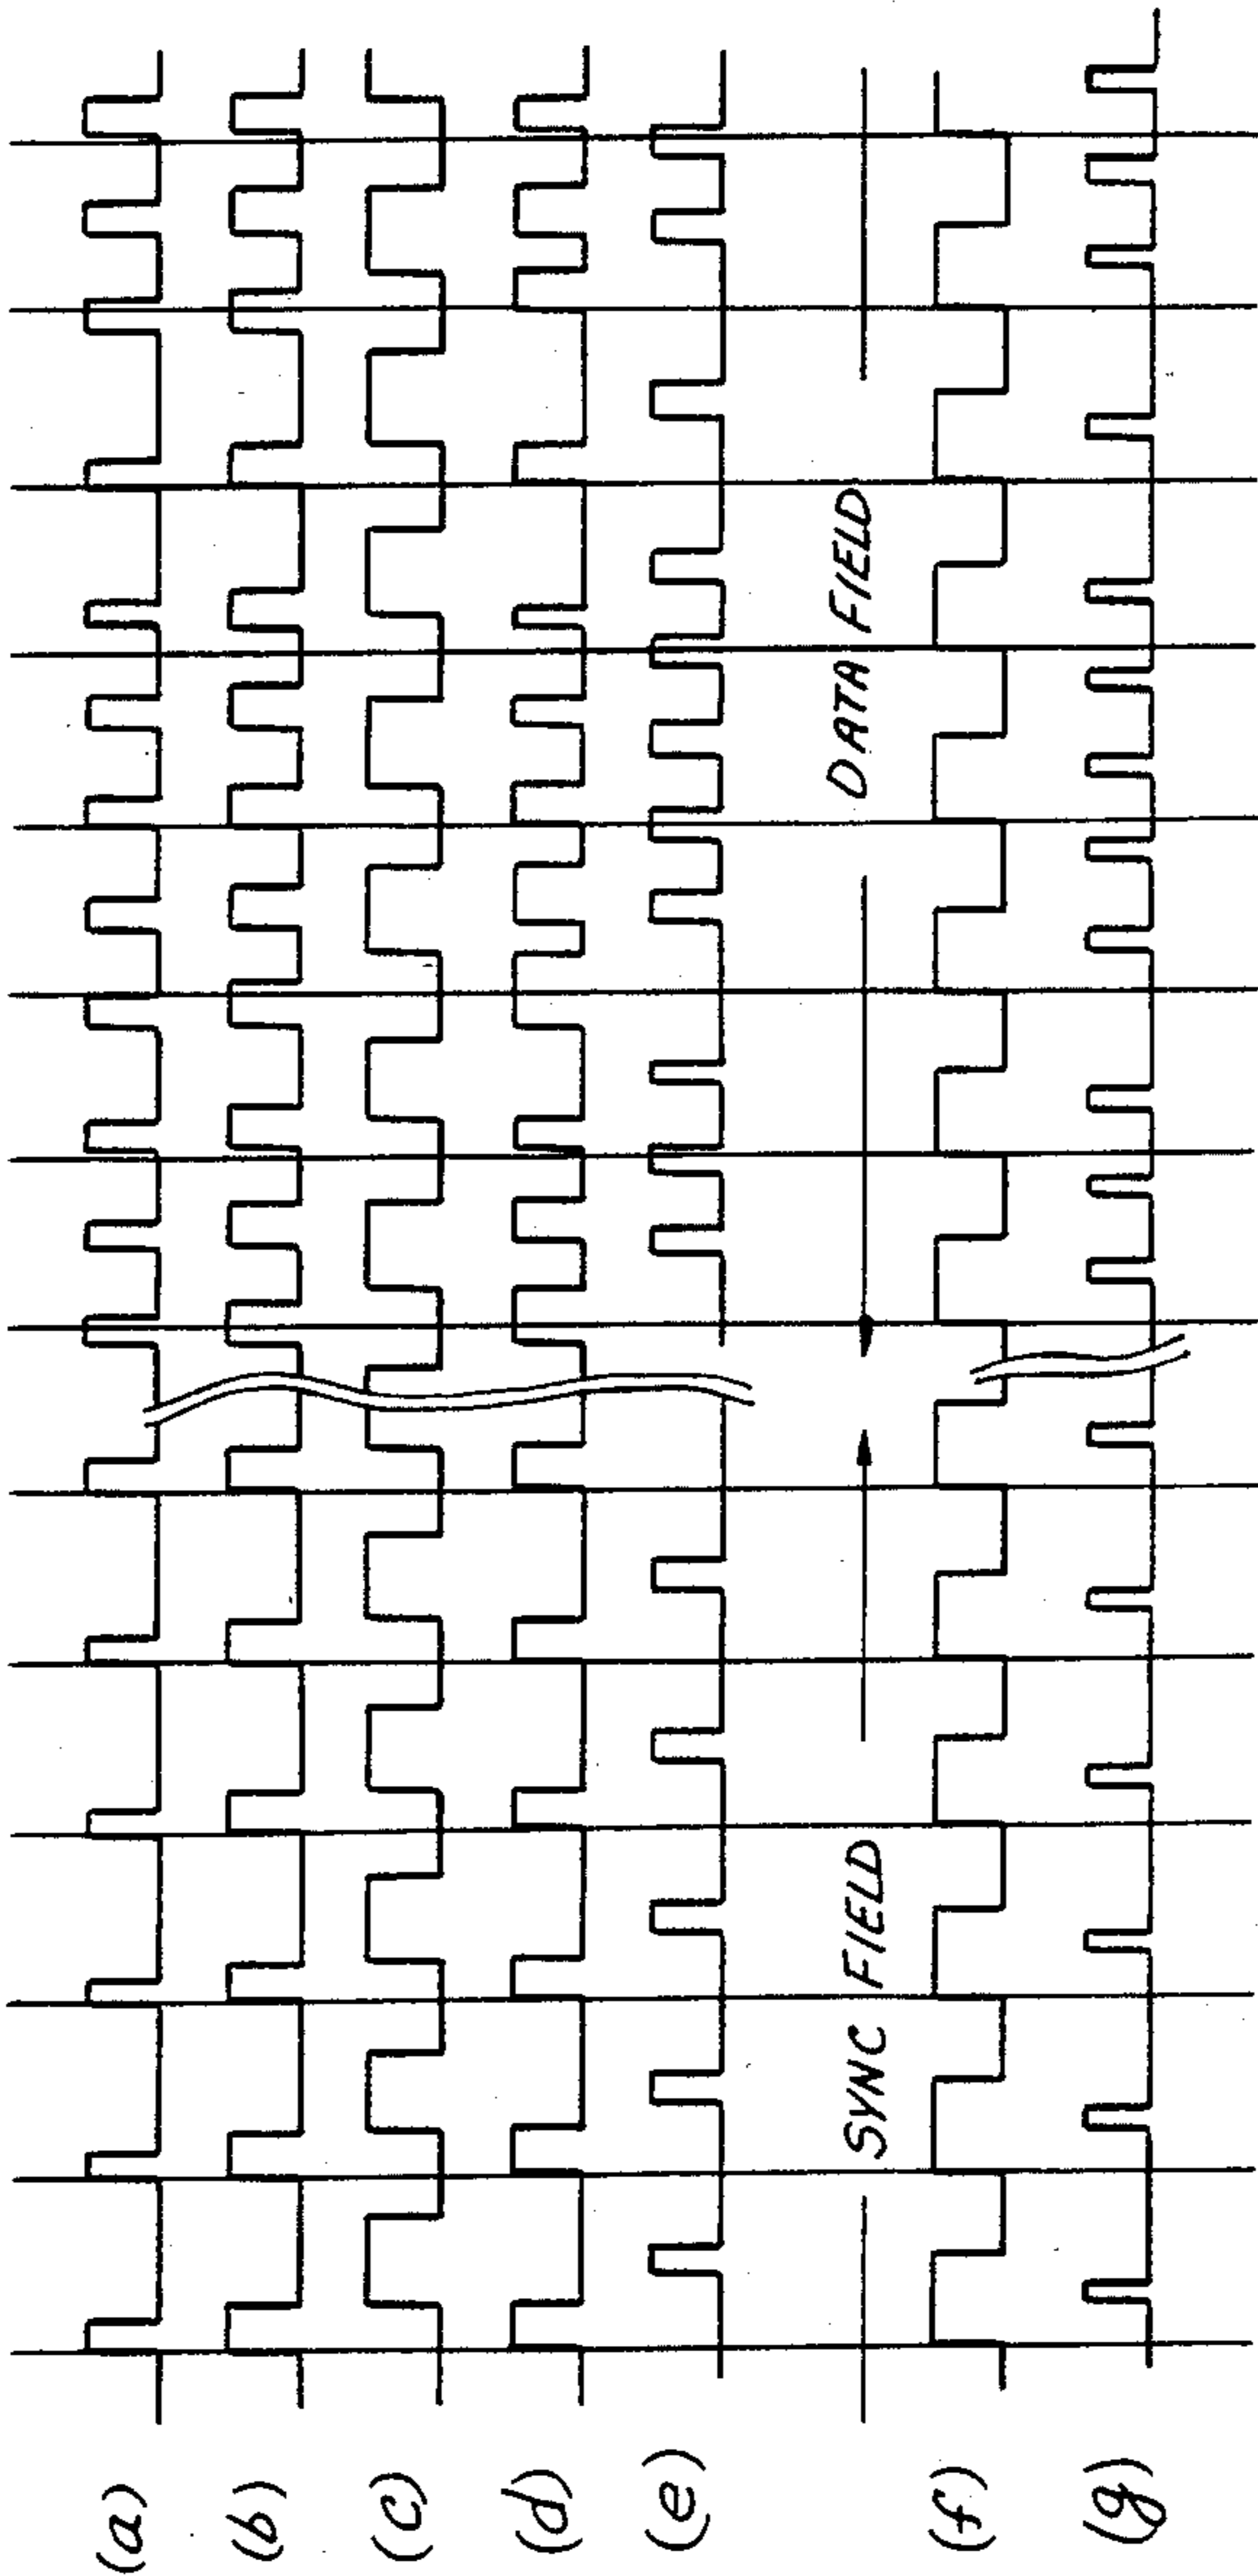 (a)
(b)
(c)
(d)
(e)
SYNC FIELD
DATA FIELD
(f)
(g)